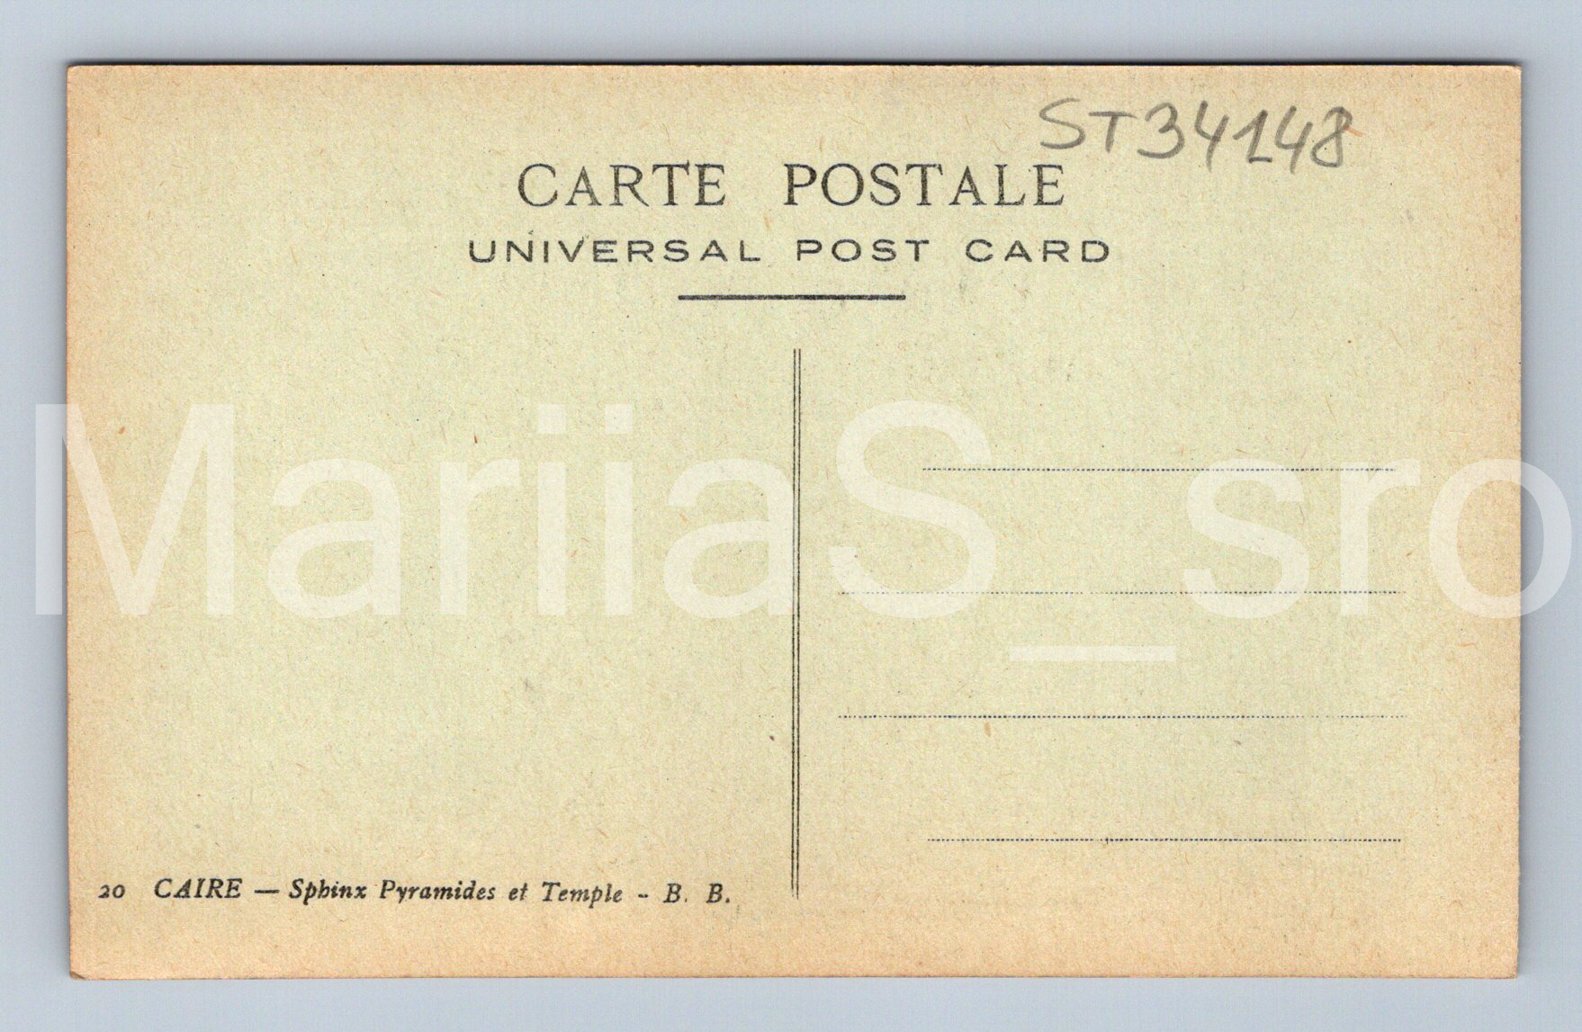 ST34148
CARTE POSTALE
UNIVERSAL POST CARD
MariiaS_sro
20 CAIRE — Sphinx Pyramides et Temple - B. B.